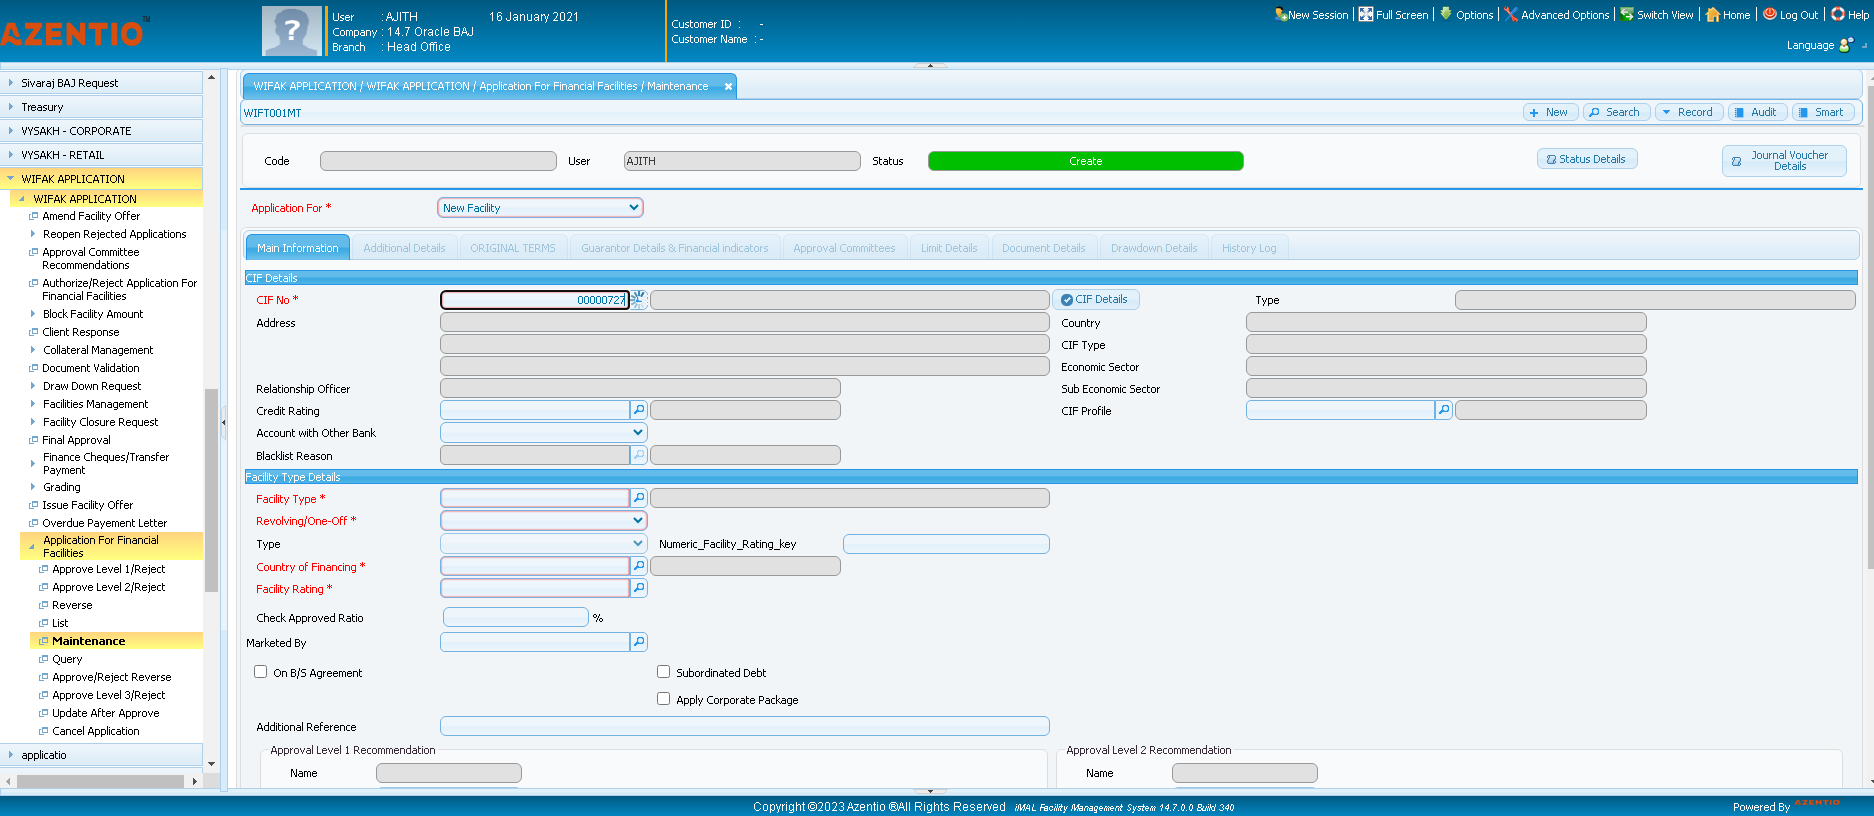 AZENTIO™
User : AJITH 16 January 2021
Company : 14.7 Oracle BAJ
Branch : Head Office
Customer ID : -
Customer Name : -
New Session Full Screen Options Advanced Options Switch View Home Log Out Help
Language
Sivaraj BAJ Request
Treasury
VYSAKH - CORPORATE
VYSAKH - RETAIL
WIFAK APPLICATION
WIFAK APPLICATION
Amend Facility Offer
Reopen Rejected Applications
Approval Committee
Recommendations
Authorize/Reject Application For
Financial Facilities
Block Facility Amount
Client Response
Collateral Management
Document Validation
Draw Down Request
Facilities Management
Facility Closure Request
Final Approval
Finance Cheques/Transfer
Payment
Grading
Issue Facility Offer
Overdue Payement Letter
Application For Financial
Facilities
Approve Level 1/Reject
Approve Level 2/Reject
Reverse
List
Maintenance
Query
Approve/Reject Reverse
Approve Level 3/Reject
Update After Approve
Cancel Application
applicatio
WIFAK APPLICATION / WIFAK APPLICATION / Application For Financial Facilities / Maintenance
WIFT001MT
New Search Record Audit Smart
Code User AJITH Status Create
Status Details
Journal Voucher
Details
Application For * New Facility
Main Information Additional Details ORIGINAL TERMS Guarantor Details & Financial indicators Approval Committees Limit Details Document Details Drawdown Details History Log
CIF Details
CIF No * 00000727 CIF Details Type
Address Country
CIF Type
Economic Sector
Relationship Officer Sub Economic Sector
Credit Rating CIF Profile
Account with Other Bank
Blacklist Reason
Facility Type Details
Facility Type *
Revolving/One-Off *
Type Numeric_Facility_Rating_key
Country of Financing *
Facility Rating *
Check Approved Ratio %
Marketed By
On B/S Agreement Subordinated Debt
Apply Corporate Package
Additional Reference
Approval Level 1 Recommendation Approval Level 2 Recommendation
Name Name
Copyright ©2023 Azentio ®All Rights Reserved iMAL Facility Management System 14.7.0.0 Build 340
Powered By AZENTIO